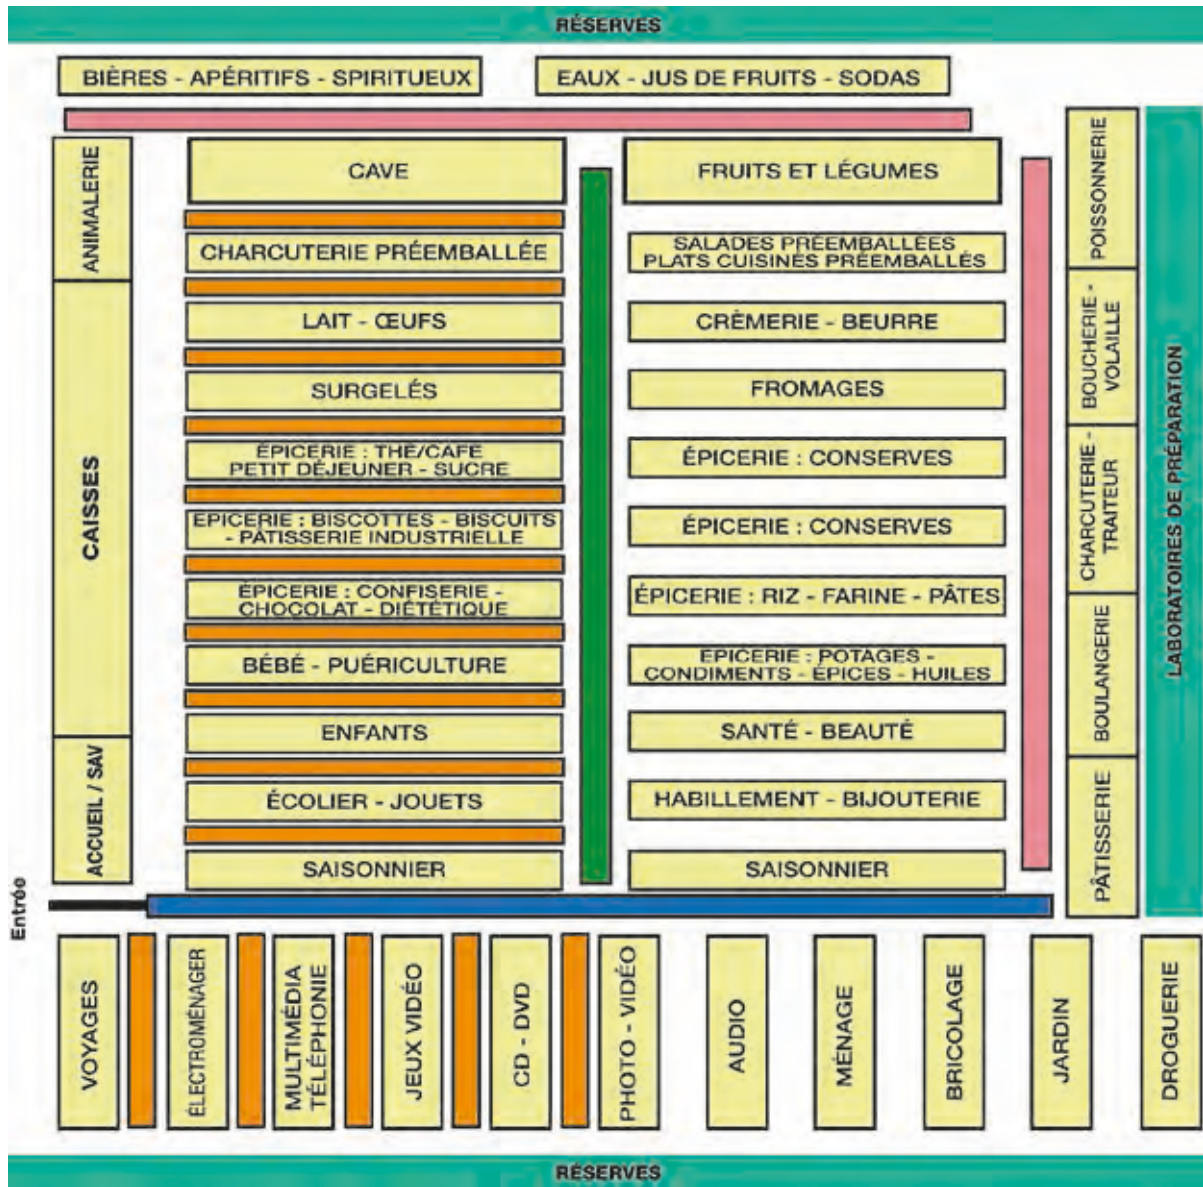 RÉSERVES
BIÈRES - APÉRITIFS - SPIRITUEUX
EAUX - JUS DE FRUITS - SODAS
ANIMALERIE
CAISSES
ACCUEIL / SAV
Entrée
CAVE
CHARCUTERIE PRÉEMBALLÉE
LAIT - ŒUFS
SURGELÉS
ÉPICERIE : THÉ/CAFÉ
PETIT DÉJEUNER - SUCRE
ÉPICERIE : BISCOTTES - BISCUITS
- PÂTISSERIE INDUSTRIELLE
ÉPICERIE : CONFISERIE -
CHOCOLAT - DIÉTÉTIQUE
BÉBÉ - PUÉRICULTURE
ENFANTS
ÉCOLIER - JOUETS
SAISONNIER
FRUITS ET LÉGUMES
SALADES PRÉEMBALLÉES
PLATS CUISINÉS PRÉEMBALLÉS
CRÈMERIE - BEURRE
FROMAGES
ÉPICERIE : CONSERVES
ÉPICERIE : CONSERVES
ÉPICERIE : RIZ - FARINE - PÂTES
ÉPICERIE : POTAGES -
CONDIMENTS - ÉPICES - HUILES
SANTÉ - BEAUTÉ
HABILLEMENT - BIJOUTERIE
SAISONNIER
POISSONNERIE
BOUCHERIE -
VOLAILLE
CHARCUTERIE -
TRAITEUR
BOULANGERIE
PÂTISSERIE
LABORATOIRES DE PRÉPARATION
VOYAGES
ÉLECTROMÉNAGER
MULTIMÉDIA
TÉLÉPHONIE
JEUX VIDÉO
CD - DVD
PHOTO - VIDÉO
AUDIO
MÉNAGE
BRICOLAGE
JARDIN
DROGUERIE
RÉSERVES